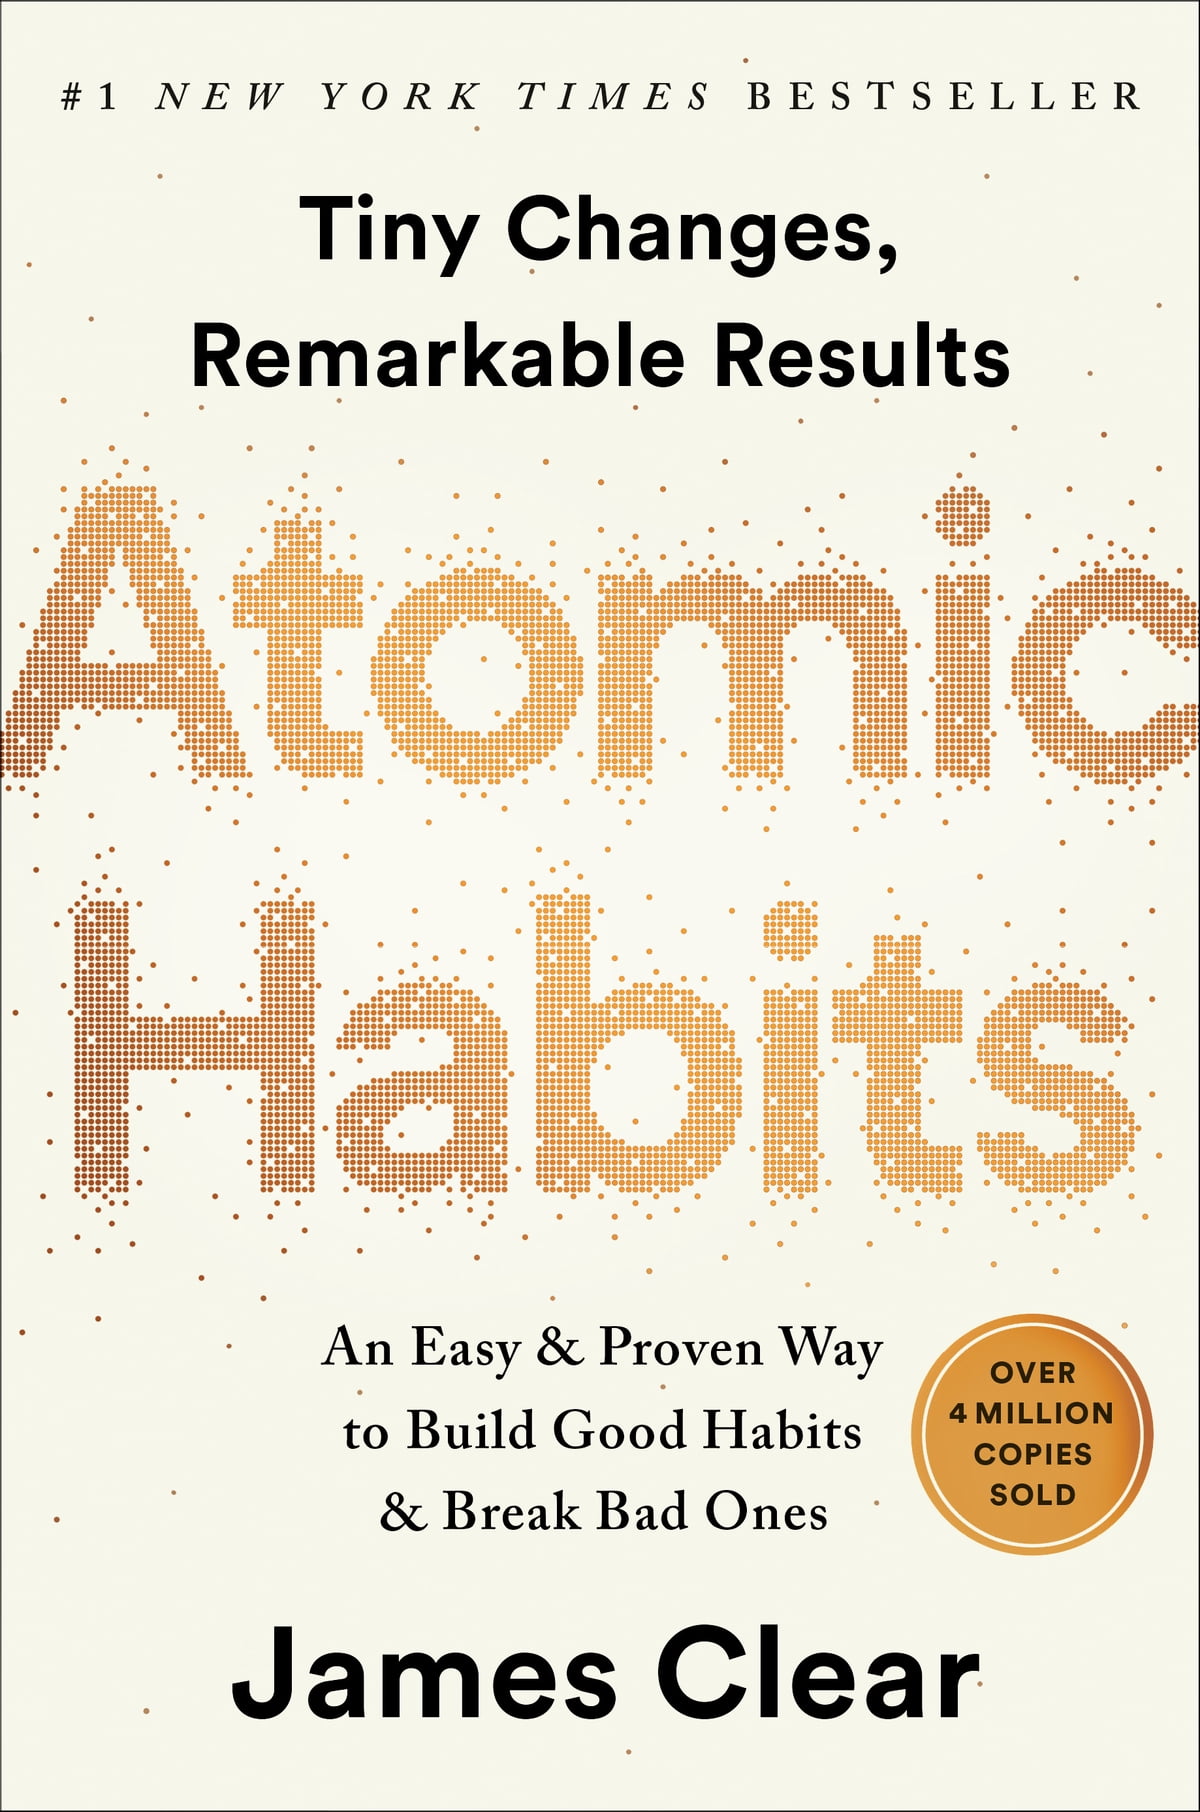 #1 NEW YORK TIMES BESTSELLER
Tiny Changes,
Remarkable Results
Atomic
Habits
An Easy & Proven Way
to Build Good Habits
& Break Bad Ones
OVER
4 MILLION
COPIES
SOLD
James Clear